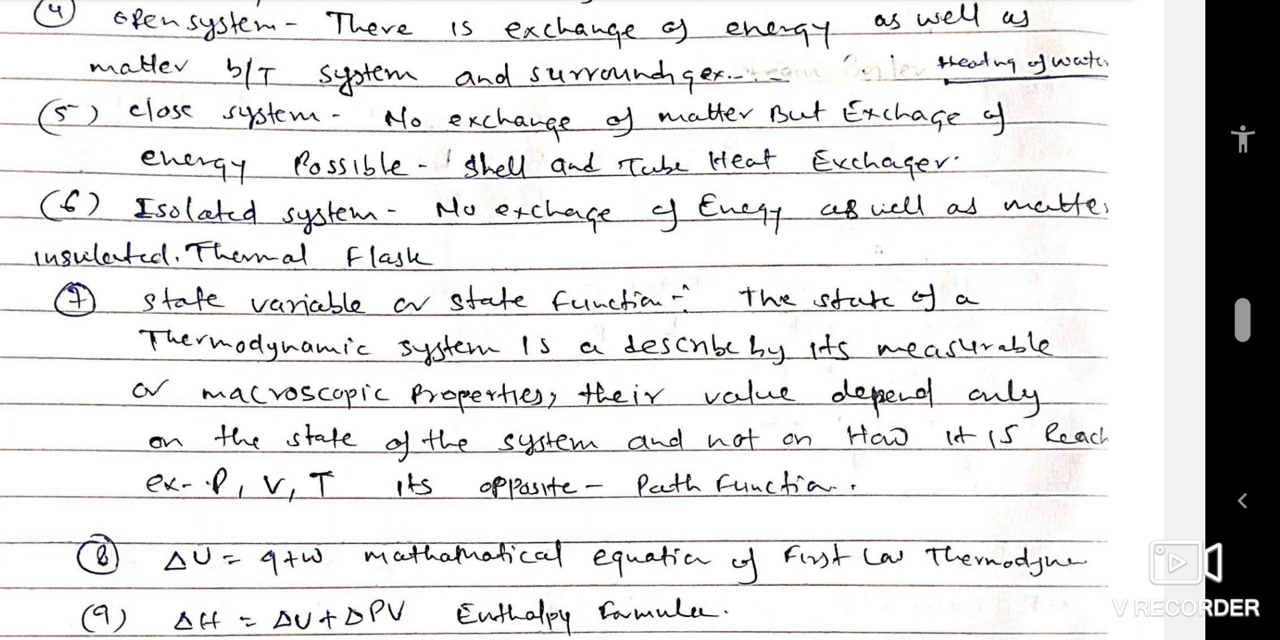 (4) open system - There is exchange of energy as well as
matter b/T system and surroundg ex.-.- Heating of water
(5) close system - No exchange of matter But Exchage of
energy Possible - Shell and Tube Heat Exchager.
(6) Isolated system - No exchage of Enegy as well as matter
insulated. Thermal Flask
(7) State variable or state function -: The state of a
Thermodynamic system Is a describe by its measurable
or macroscopic Properties, their value depend only
on the state of the system and not on How it is Reach
ex- P, V, T its opposite - Path Function.
(8) ΔU = q+w mathamatical equation of First Law Thermodyne
(9) ΔH = ΔU + ΔPV Enthalpy Formula.
V RECORDER